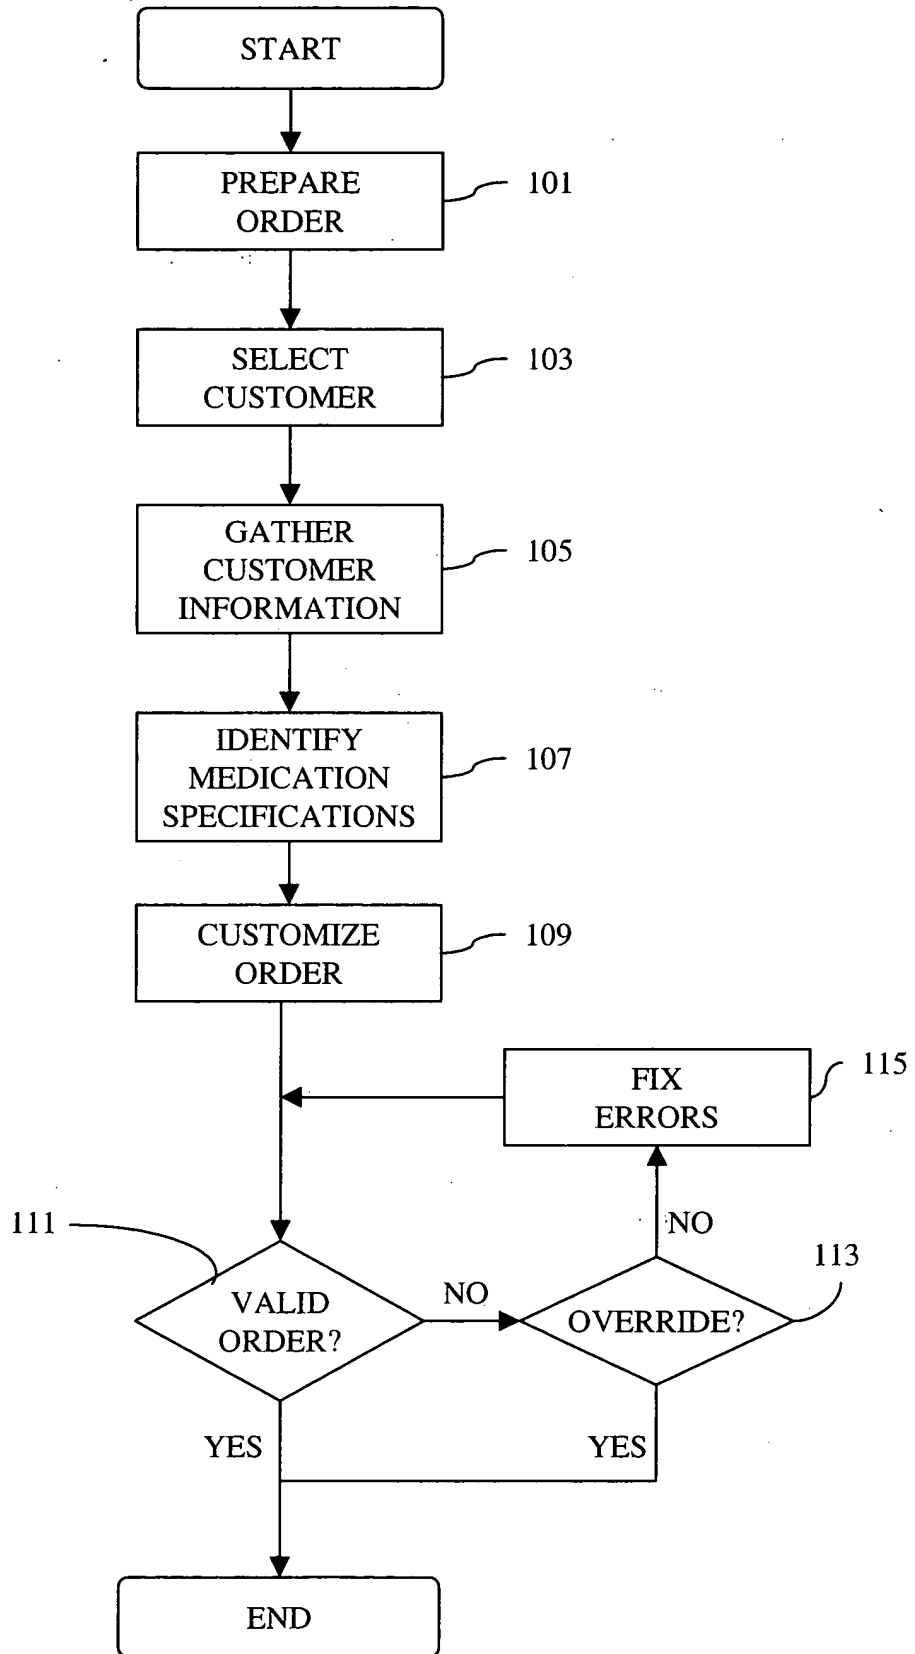 START
PREPARE
ORDER
101
SELECT
CUSTOMER
103
GATHER
CUSTOMER
INFORMATION
105
IDENTIFY
MEDICATION
SPECIFICATIONS
107
CUSTOMIZE
ORDER
109
FIX
ERRORS
115
111
NO
113
VALID
ORDER?
NO
OVERRIDE?
YES
YES
END